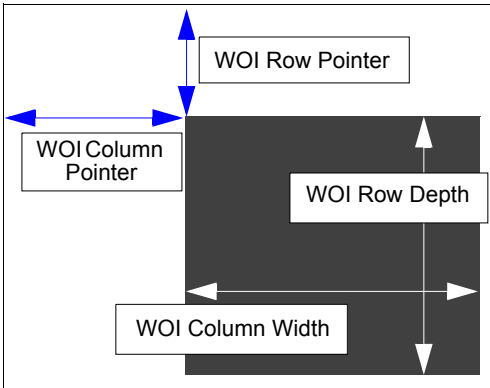 WOI Row Pointer
WOI Column
Pointer
WOI Row Depth
WOI Column Width